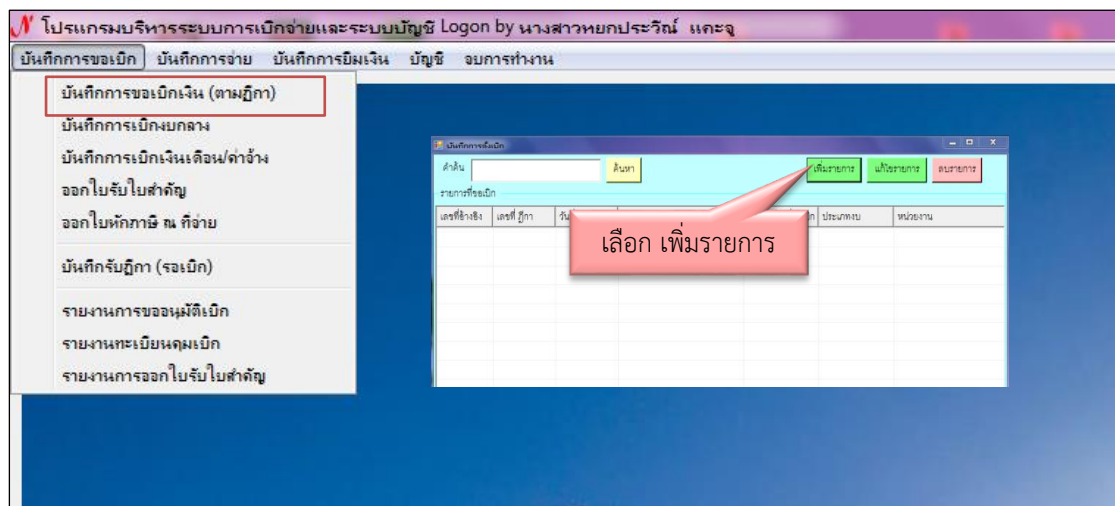 โปรแกรมบริหารระบบการเบิกจ่ายและระบบบัญชี Logon by นางสาวหยกประวีณ์ แคะจู
บันทึกการขอเบิก บันทึกการจ่าย บันทึกการยืมเงิน บัญชี จบการทำงาน
บันทึกการขอเบิกเงิน (ตามฎีกา)
บันทึกการเบิกงบกลาง
บันทึกการเบิกเงินเดือน/ค่าจ้าง
ออกใบรับใบสำคัญ
ออกใบหักภาษี ณ ที่จ่าย
บันทึกรับฎีกา (รอเบิก)
รายงานการขออนุมัติเบิก
รายงานทะเบียนคุมเบิก
รายงานการออกใบรับใบสำคัญ
บันทึกการตั้งเบิก
คำค้น ค้นหา เพิ่มรายการ แก้ไขรายการ ลบรายการ
รายการที่ขอเบิก
เลขที่อ้างอิง เลขที่ ฎีกา ประเภทงบ หน่วยงาน
เลือก เพิ่มรายการ